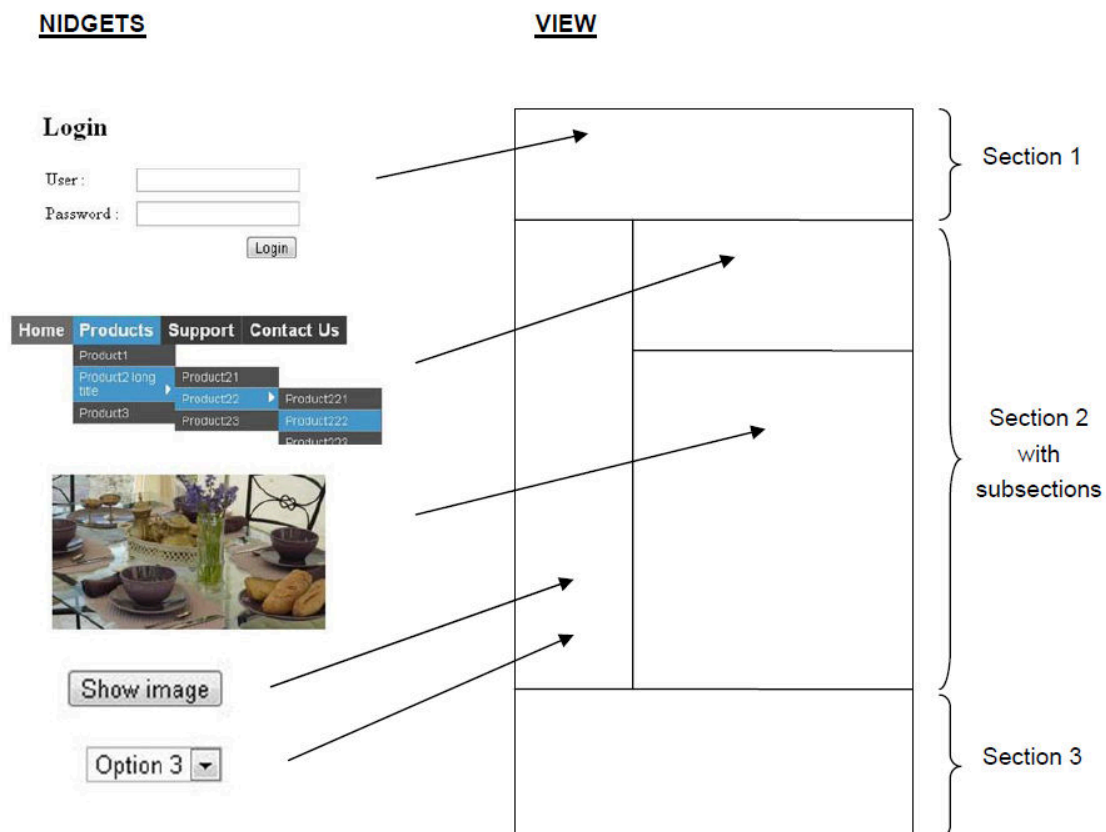 NIDGETS
VIEW
Login
User :
Password :
Login
Section 1
Home Products Support Contact Us
Product1
Product2 long
title
Product3
Product21
Product22
Product23
Product221
Product222
Product223
Section 2
with
subsections
Show image
Option 3
Section 3